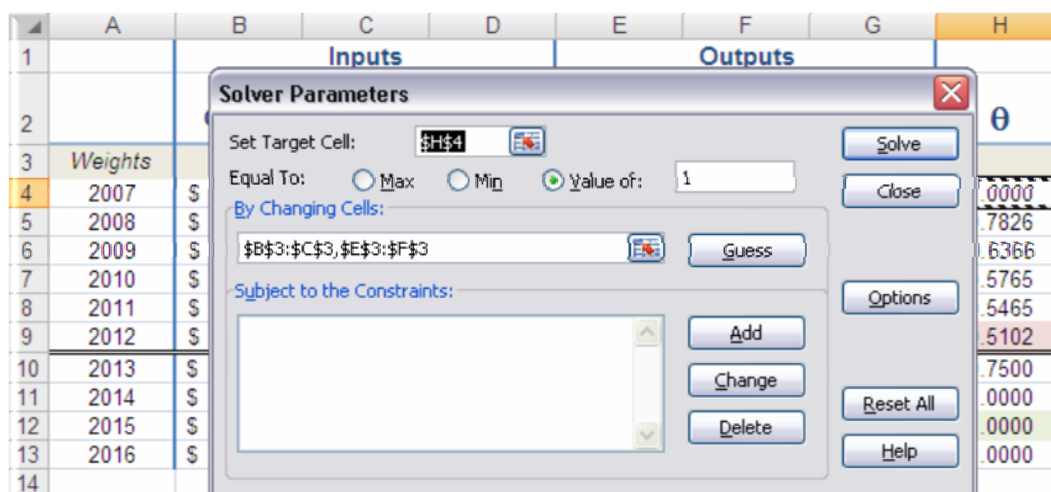 A B C D E F G H
1 Inputs Outputs
Solver Parameters
2 θ
Set Target Cell: $H$4 Solve
3 Weights
Equal To: Max Min Value of: 1
4 2007 $ .0000
Close
By Changing Cells:
5 2008 $ .7826
6 2009 $ $B$3:$C$3,$E$3:$F$3 Guess .6366
7 2010 $ .5765
Subject to the Constraints: Options
8 2011 $ .5465
9 2012 $ Add .5102
10 2013 $ .7500
Change
11 2014 $ Reset All .0000
12 2015 $ Delete .0000
13 2016 $ Help .0000
14